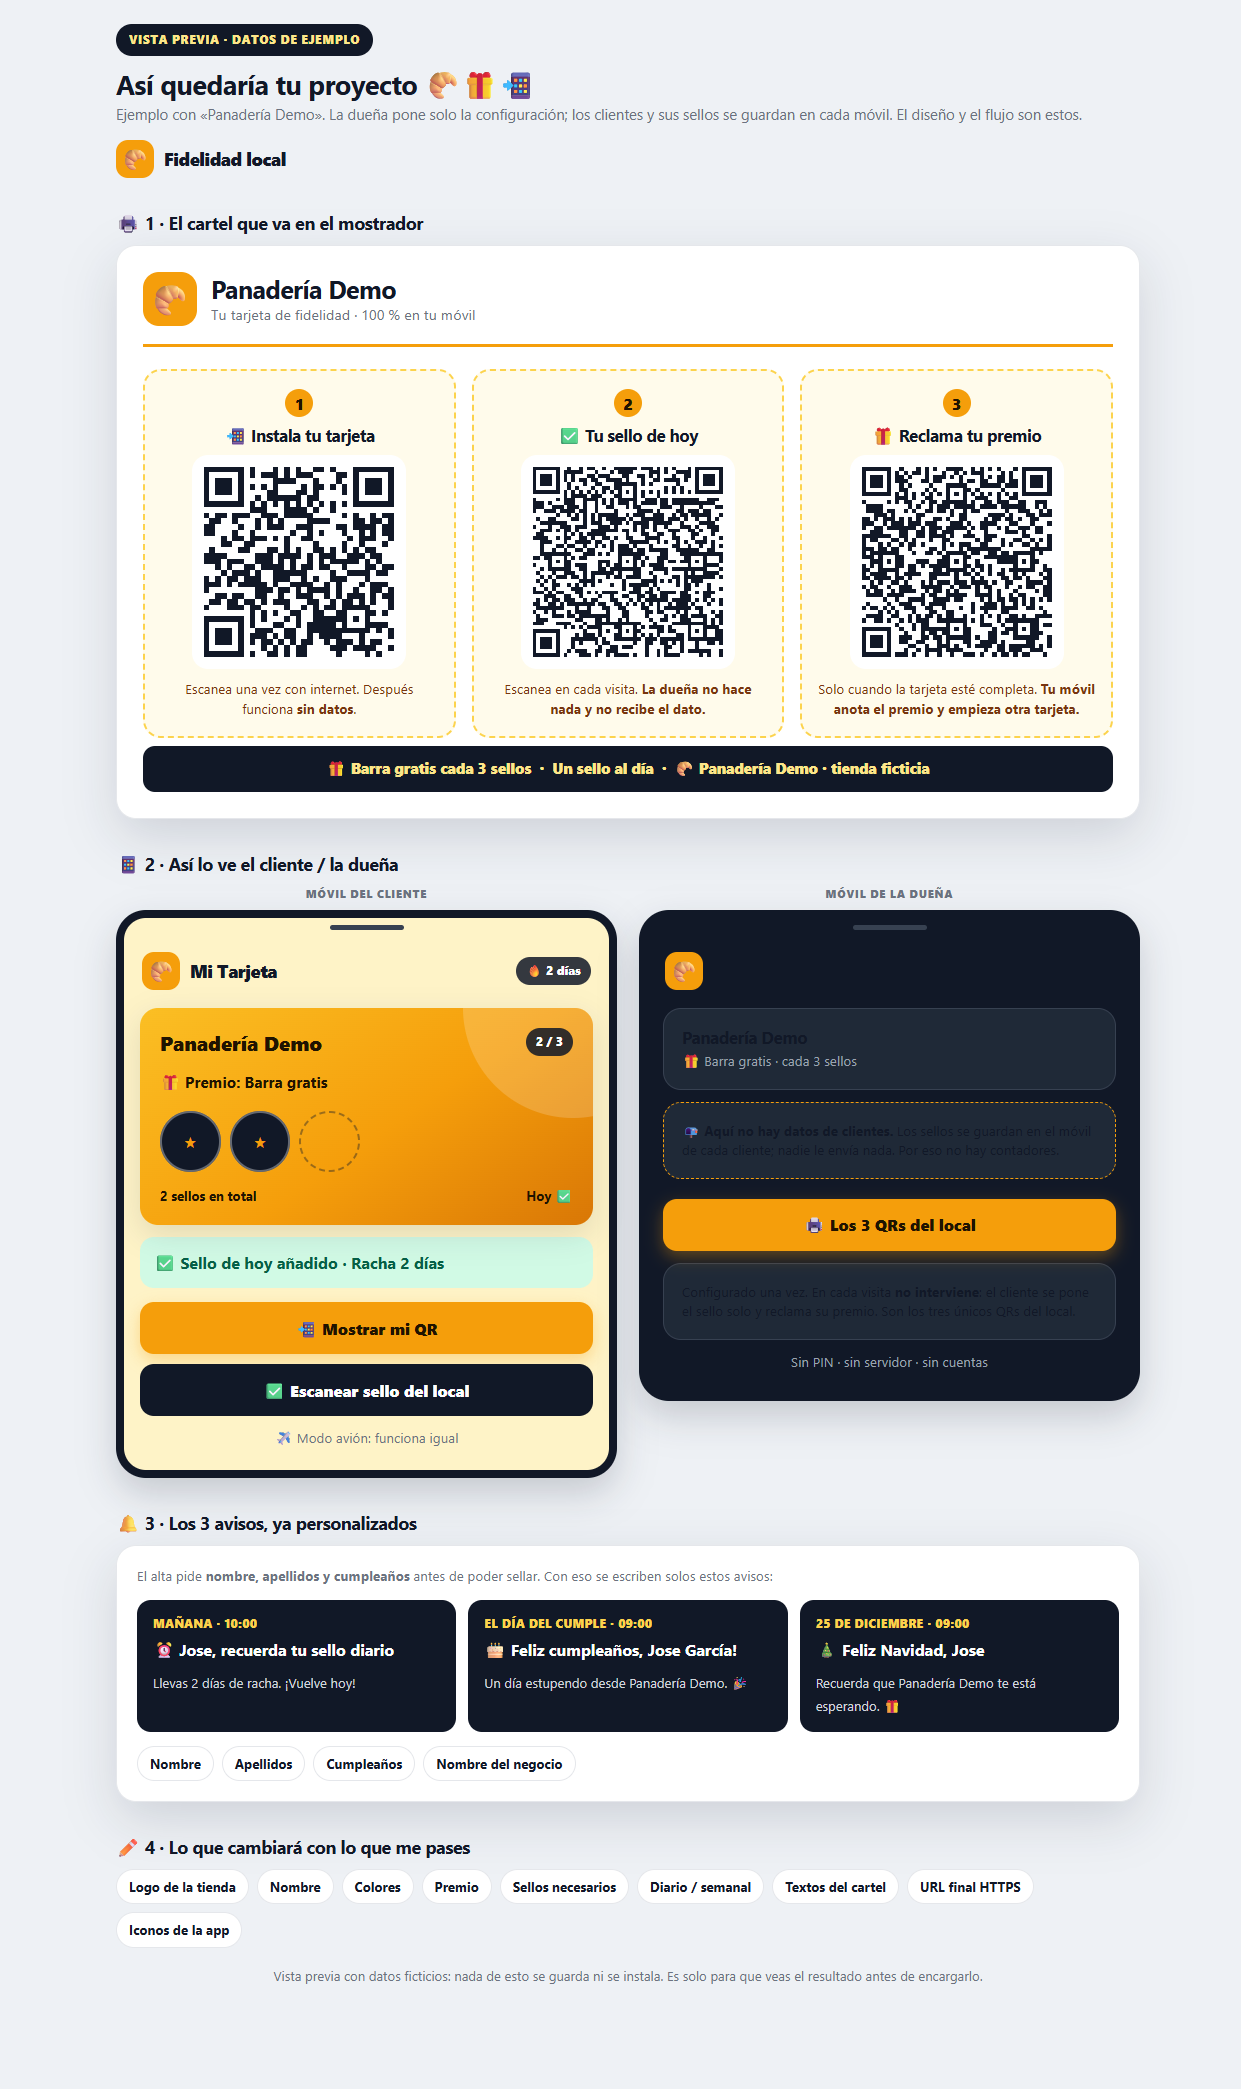 VISTA PREVIA · DATOS DE EJEMPLO
Así quedaría tu proyecto
Ejemplo con «Panadería Demo». La dueña pone solo la configuración; los clientes y sus sellos se guardan en cada móvil. El diseño y el flujo son estos.
Fidelidad local
1 · El cartel que va en el mostrador
Panadería Demo
Tu tarjeta de fidelidad · 100 % en tu móvil
1
Instala tu tarjeta
Escanea una vez con internet. Después
funciona sin datos.
2
Tu sello de hoy
Escanea en cada visita. La dueña no hace
nada y no recibe el dato.
3
Reclama tu premio
Solo cuando la tarjeta esté completa. Tu móvil
anota el premio y empieza otra tarjeta.
Barra gratis cada 3 sellos · Un sello al día · Panadería Demo · tienda ficticia
2 · Así lo ve el cliente / la dueña
MÓVIL DEL CLIENTE
Mi Tarjeta
2 días
Panadería Demo
2 / 3
Premio: Barra gratis
2 sellos en total
Hoy
Sello de hoy añadido · Racha 2 días
Mostrar mi QR
Escanear sello del local
Modo avión: funciona igual
MÓVIL DE LA DUEÑA
Panadería Demo
Barra gratis · cada 3 sellos
Aquí no hay datos de clientes. Los sellos se guardan en el móvil
de cada cliente; nadie le envía nada. Por eso no hay contadores.
Los 3 QRs del local
Configurado una vez. En cada visita no interviene: el cliente se pone
el sello solo y reclama su premio. Son los tres únicos QRs del local.
Sin PIN · sin servidor · sin cuentas
3 · Los 3 avisos, ya personalizados
El alta pide nombre, apellidos y cumpleaños antes de poder sellar. Con eso se escriben solos estos avisos:
MAÑANA · 10:00
Jose, recuerda tu sello diario
Llevas 2 días de racha. ¡Vuelve hoy!
EL DÍA DEL CUMPLE · 09:00
Feliz cumpleaños, Jose García!
Un día estupendo desde Panadería Demo.
25 DE DICIEMBRE · 09:00
Feliz Navidad, Jose
Recuerda que Panadería Demo te está
esperando.
Nombre
Apellidos
Cumpleaños
Nombre del negocio
4 · Lo que cambiará con lo que me pases
Logo de la tienda
Nombre
Colores
Premio
Sellos necesarios
Diario / semanal
Textos del cartel
URL final HTTPS
Iconos de la app
Vista previa con datos ficticios: nada de esto se guarda ni se instala. Es solo para que veas el resultado antes de encargarlo.